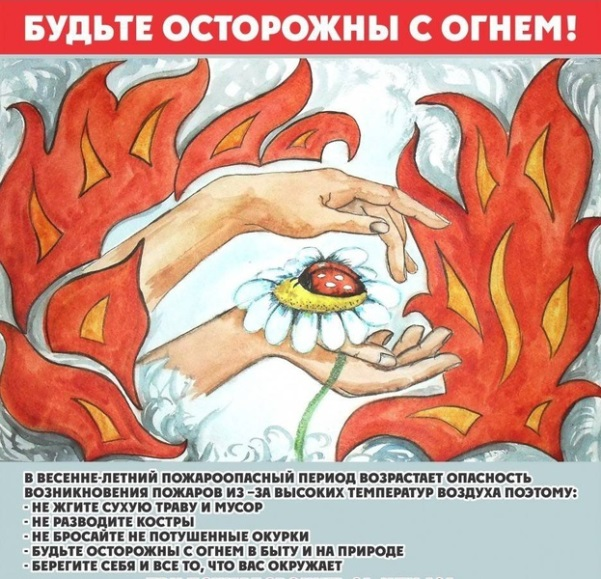 БУДЬТЕ ОСТОРОЖНЫ С ОГНЕМ!
В ВЕСЕННЕ-ЛЕТНИЙ ПОЖАРООПАСНЫЙ ПЕРИОД ВОЗРАСТАЕТ ОПАСНОСТЬ
ВОЗНИКНОВЕНИЯ ПОЖАРОВ ИЗ –ЗА ВЫСОКИХ ТЕМПЕРАТУР ВОЗДУХА ПОЭТОМУ:
- НЕ ЖГИТЕ СУХУЮ ТРАВУ И МУСОР
- НЕ РАЗВОДИТЕ КОСТРЫ
- НЕ БРОСАЙТЕ НЕ ПОТУШЕННЫЕ ОКУРКИ
- БУДЬТЕ ОСТОРОЖНЫ С ОГНЕМ В БЫТУ И НА ПРИРОДЕ
- БЕРЕГИТЕ СЕБЯ И ВСЕ ТО, ЧТО ВАС ОКРУЖАЕТ